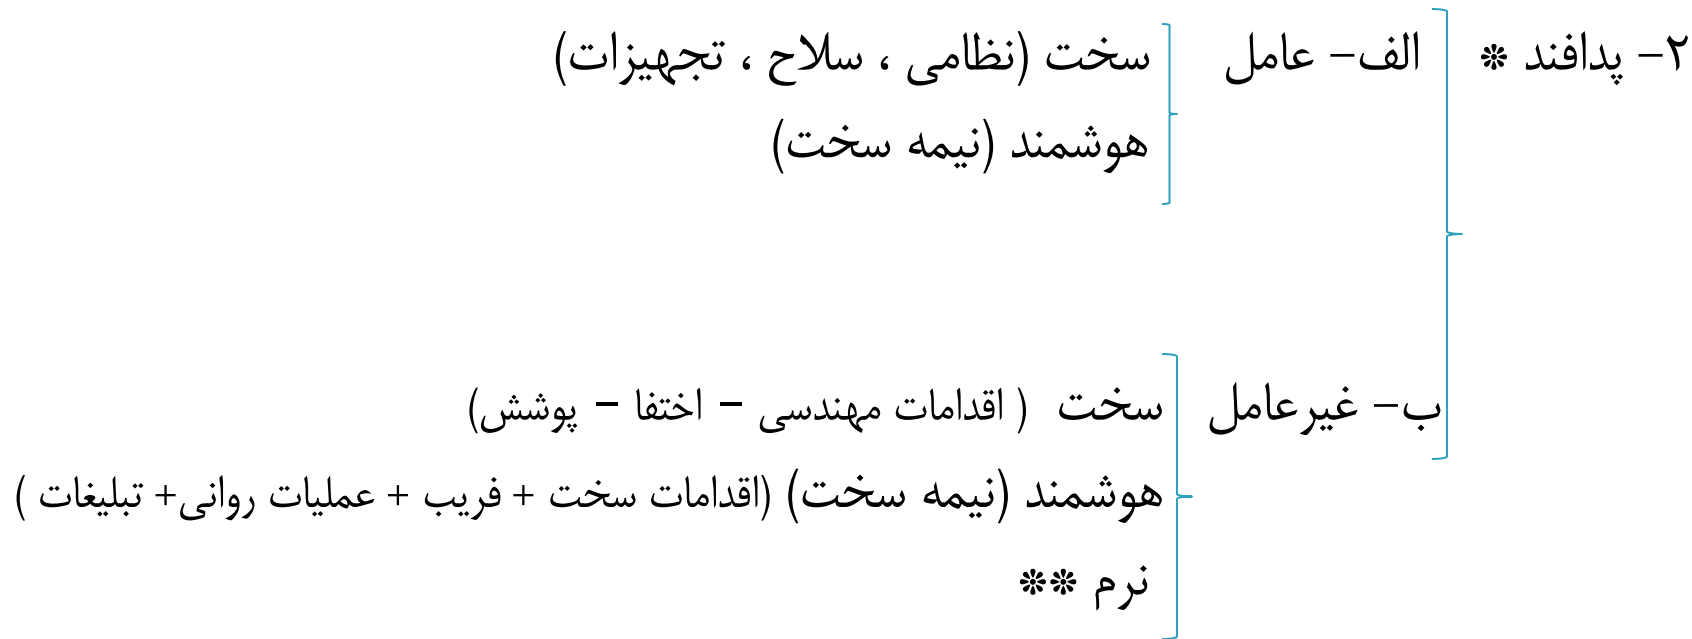 ۲- پدافند * الف- عامل سخت (نظامی ، سلاح ، تجهیزات)
هوشمند (نیمه سخت)
ب- غیرعامل سخت ( اقدامات مهندسی – اختفا – پوشش)
هوشمند (نیمه سخت) (اقدامات سخت + فریب + عملیات روانی+ تبلیغات )
نرم **